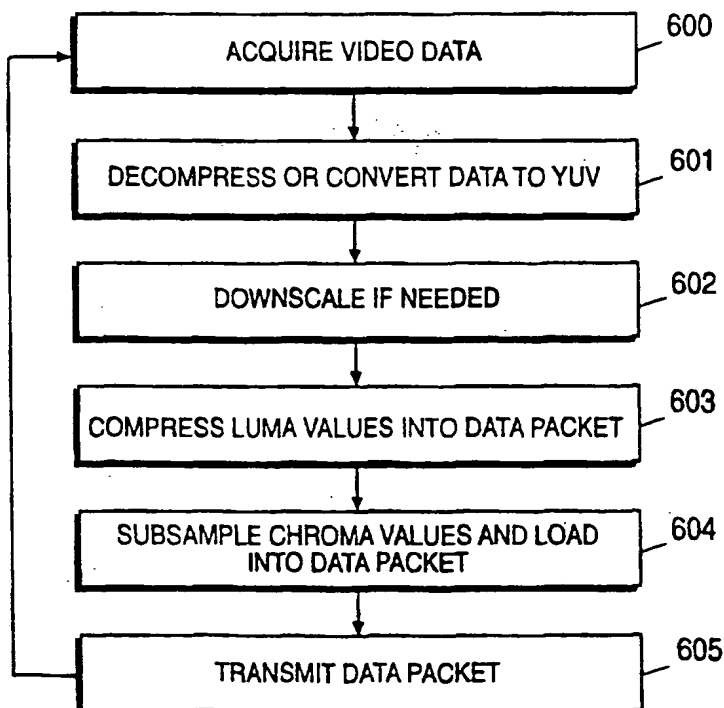 ACQUIRE VIDEO DATA
600
DECOMPRESS OR CONVERT DATA TO YUV
601
DOWNSCALE IF NEEDED
602
COMPRESS LUMA VALUES INTO DATA PACKET
603
SUBSAMPLE CHROMA VALUES AND LOAD
INTO DATA PACKET
604
TRANSMIT DATA PACKET
605